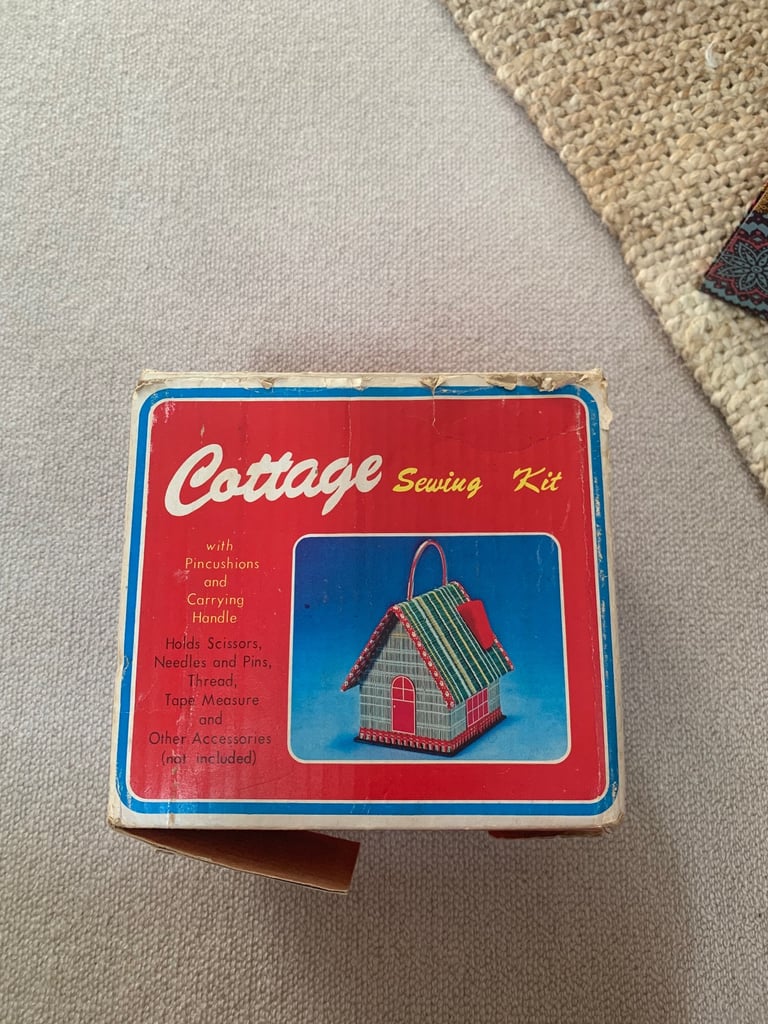 Cottage Sewing Kit
with
Pincushions
and
Carrying
Handle
Holds Scissors,
Needles and Pins,
Thread,
Tape Measure
and
Other Accessories
(not included)